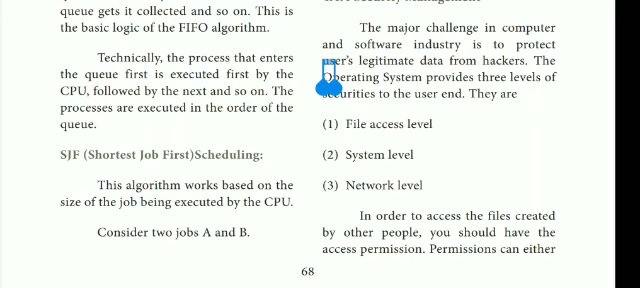 queue gets it collected and so on. This is
the basic logic of the FIFO algorithm.
Technically, the process that enters
the queue first is executed first by the
CPU, followed by the next and so on. The
processes are executed in the order of the
queue.
SJF (Shortest Job First)Scheduling:
This algorithm works based on the
size of the job being executed by the CPU.
Consider two jobs A and B.
Security Management
The major challenge in computer
and software industry is to protect
user's legitimate data from hackers. The
Operating System provides three levels of
securities to the user end. They are
(1) File access level
(2) System level
(3) Network level
In order to access the files created
by other people, you should have the
access permission. Permissions can either
68